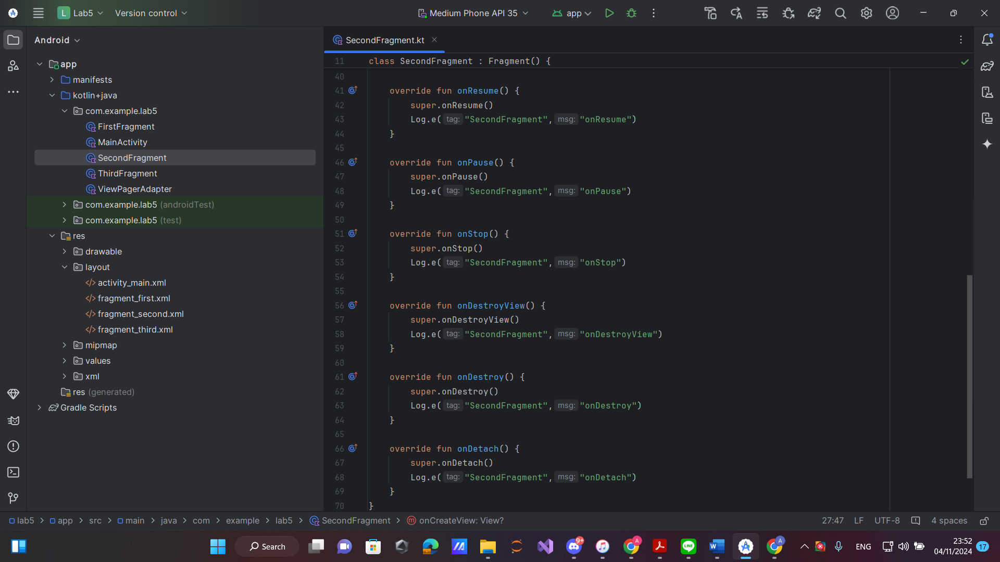 L Lab5 Version control Medium Phone API 35 app
Android
SecondFragment.kt
app
manifests
kotlin+java
com.example.lab5
FirstFragment
MainActivity
SecondFragment
ThirdFragment
ViewPagerAdapter
com.example.lab5 (androidTest)
com.example.lab5 (test)
res
drawable
layout
</> activity_main.xml
</> fragment_first.xml
</> fragment_second.xml
</> fragment_third.xml
mipmap
values
xml
res (generated)
Gradle Scripts
11 class SecondFragment : Fragment() {
40
41 override fun onResume() {
42 super.onResume()
43 Log.e( tag: "SecondFragment", msg: "onResume")
44 }
45
46 override fun onPause() {
47 super.onPause()
48 Log.e( tag: "SecondFragment", msg: "onPause")
49 }
50
51 override fun onStop() {
52 super.onStop()
53 Log.e( tag: "SecondFragment", msg: "onStop")
54 }
55
56 override fun onDestroyView() {
57 super.onDestroyView()
58 Log.e( tag: "SecondFragment", msg: "onDestroyView")
59 }
60
61 override fun onDestroy() {
62 super.onDestroy()
63 Log.e( tag: "SecondFragment", msg: "onDestroy")
64 }
65
66 override fun onDetach() {
67 super.onDetach()
68 Log.e( tag: "SecondFragment", msg: "onDetach")
69 }
70 }
lab5 > app > src > main > java > com > example > lab5 > SecondFragment > m onCreateView: View? 27:47 LF UTF-8 4 spaces
Search 9+ A LINE W A ENG 23:52
04/11/2024 17